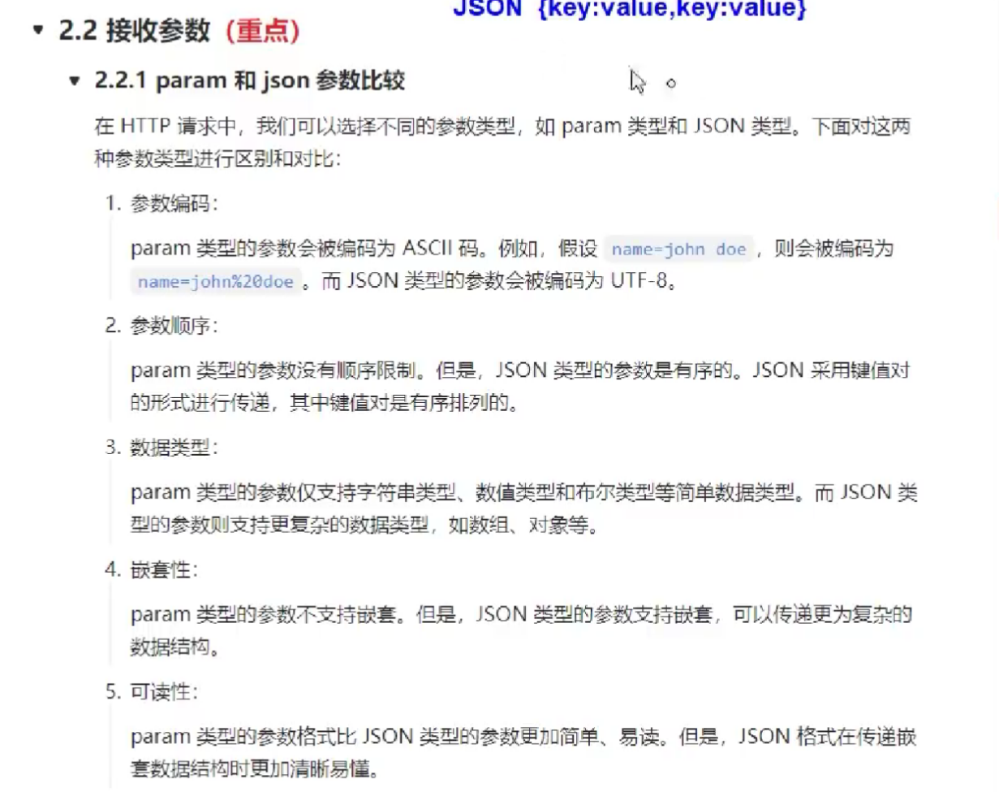 JSON {key:value,key:value}
2.2 接收参数（重点）
2.2.1 param 和 json 参数比较
在 HTTP 请求中，我们可以选择不同的参数类型，如 param 类型和 JSON 类型。下面对这两
种参数类型进行区别和对比：
1. 参数编码：
param 类型的参数会被编码为 ASCII 码。例如，假设 name=john doe ，则会被编码为
name=john%20doe 。而 JSON 类型的参数会被编码为 UTF-8。
2. 参数顺序：
param 类型的参数没有顺序限制。但是，JSON 类型的参数是有序的。JSON 采用键值对
的形式进行传递，其中键值对是有序排列的。
3. 数据类型：
param 类型的参数仅支持字符串类型、数值类型和布尔类型等简单数据类型。而 JSON 类
型的参数则支持更复杂的数据类型，如数组、对象等。
4. 嵌套性：
param 类型的参数不支持嵌套。但是，JSON 类型的参数支持嵌套，可以传递更为复杂的
数据结构。
5. 可读性：
param 类型的参数格式比 JSON 类型的参数更加简单、易读。但是，JSON 格式在传递嵌
套数据结构时更加清晰易懂。